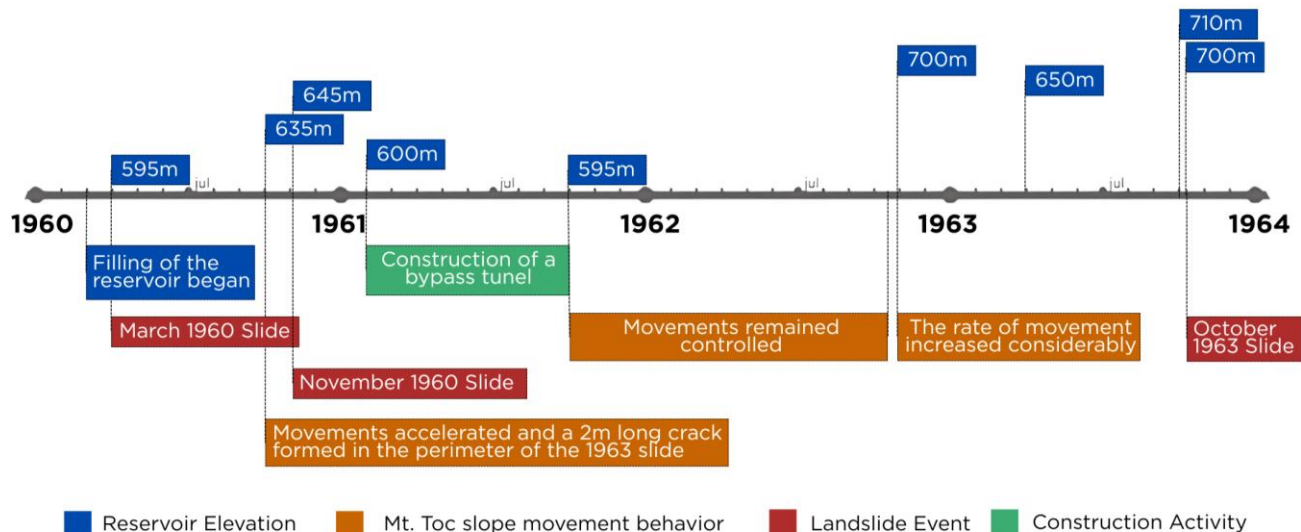 710m
700m
700m
650m
645m
635m
600m
595m
595m
jul
jul
jul
jul
1960
1961
1962
1963
1964
Filling of the
reservoir began
Construction of a
bypass tunel
March 1960 Slide
Movements remained
controlled
The rate of movement
increased considerably
October
1963 Slide
November 1960 Slide
Movements accelerated and a 2m long crack
formed in the perimeter of the 1963 slide
Reservoir Elevation
Mt. Toc slope movement behavior
Landslide Event
Construction Activity